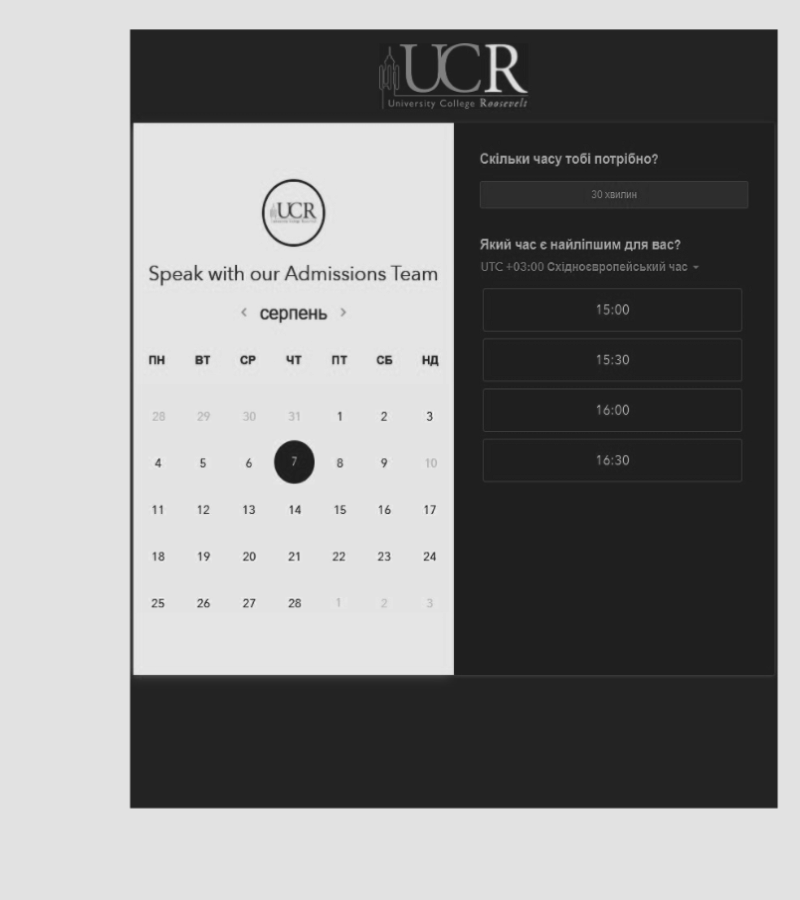 UCR
University College Roosevelt
UCR
Speak with our Admissions Team
< серпень >
ПН ВТ СР ЧТ ПТ СБ НД
28 29 30 31 1 2 3
4 5 6 7 8 9 10
11 12 13 14 15 16 17
18 19 20 21 22 23 24
25 26 27 28 1 2 3
Скільки часу тобі потрібно?
30 хвилин
Який час є найліпшим для вас?
UTC +03:00 Східноєвропейський час
15:00
15:30
16:00
16:30